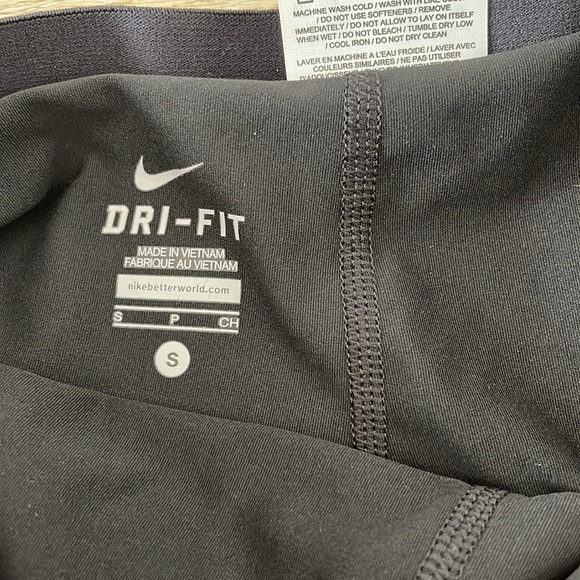 MACHINE WASH COLD / WASH WITH LIKE
/ DO NOT USE SOFTENERS / REMOVE
IMMEDIATELY / DO NOT ALLOW TO LAY ON ITSELF
WHEN WET / DO NOT BLEACH / TUMBLE DRY LOW
/ COOL IRON / DO NOT DRY CLEAN
LAVER EN MACHINE A L'EAU FROIDE / LAVER AVEC
COULEURS SIMILAIRES / NE PAS UTILISER
DRI-FIT
MADE IN VIETNAM
FABRIQUE AU VIETNAM
nikebetterworld.com
S P CH
S